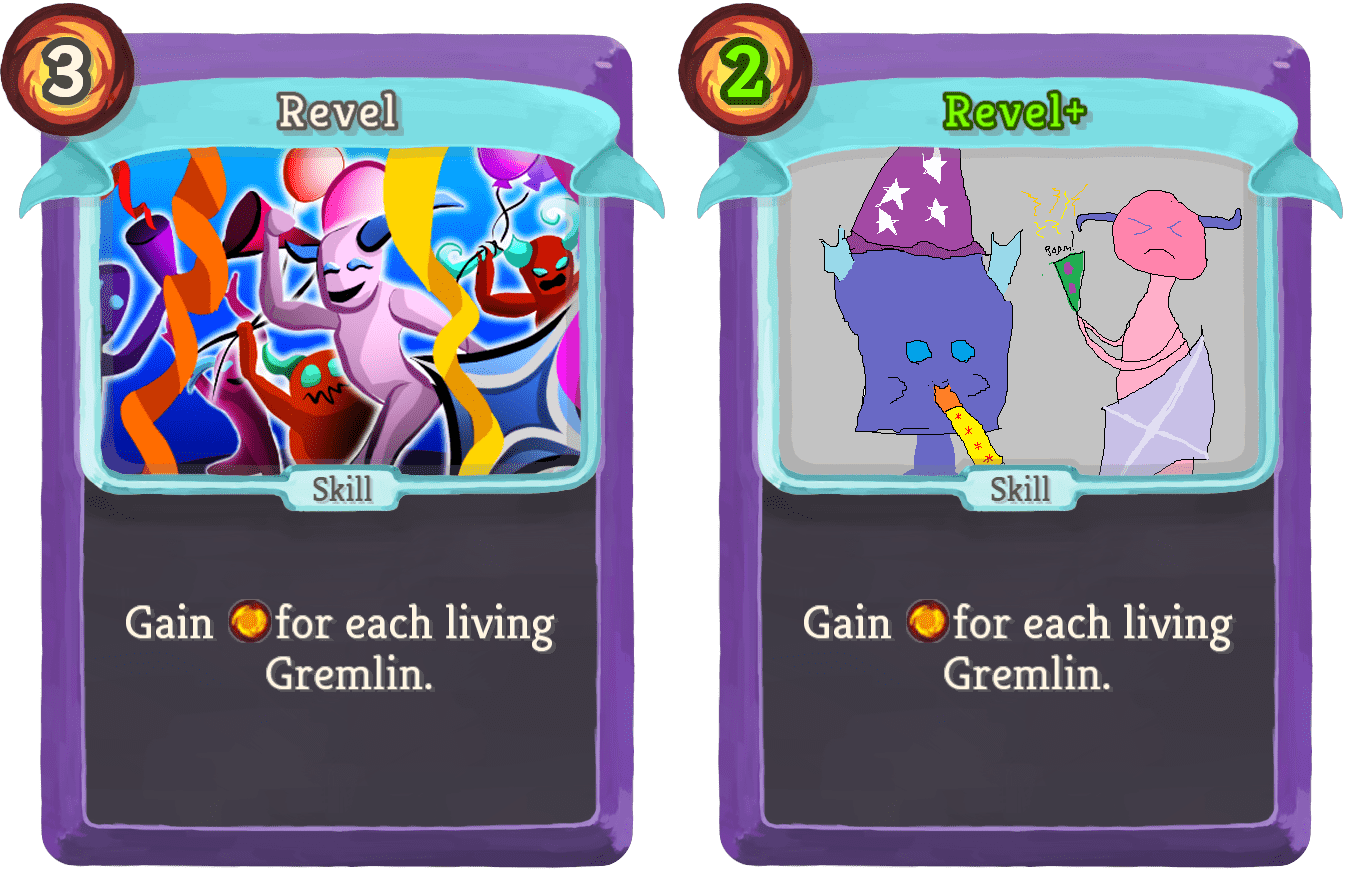 3
Revel
Skill
Gain for each living
Gremlin.
2
Revel+
Skill
Gain for each living
Gremlin.